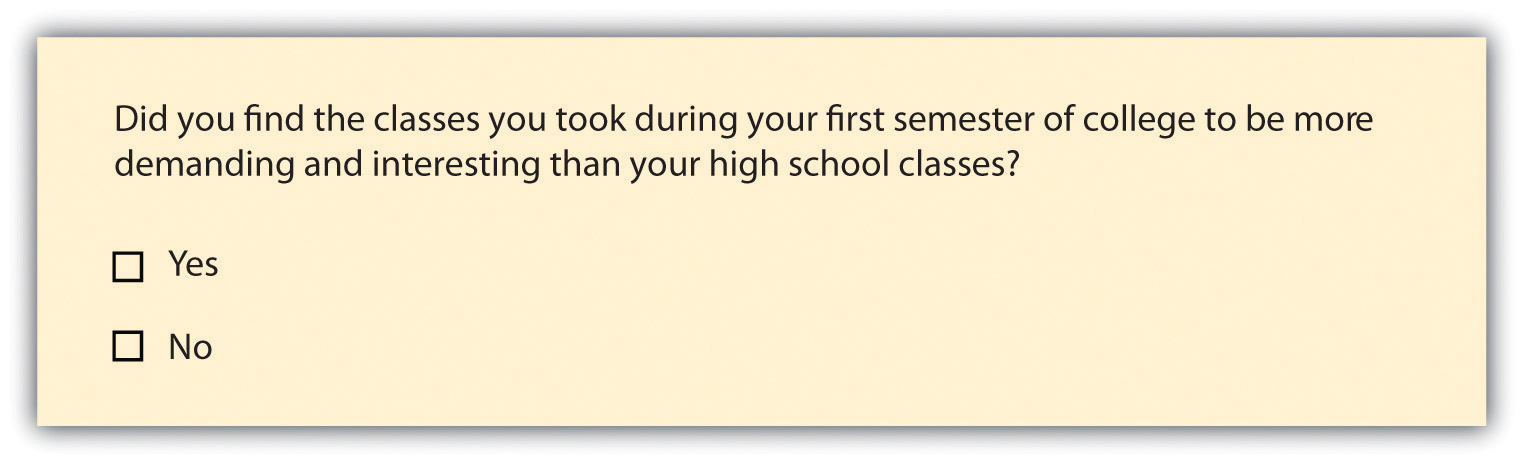 Did you find the classes you took during your first semester of college to be more
demanding and interesting than your high school classes?
Yes
No